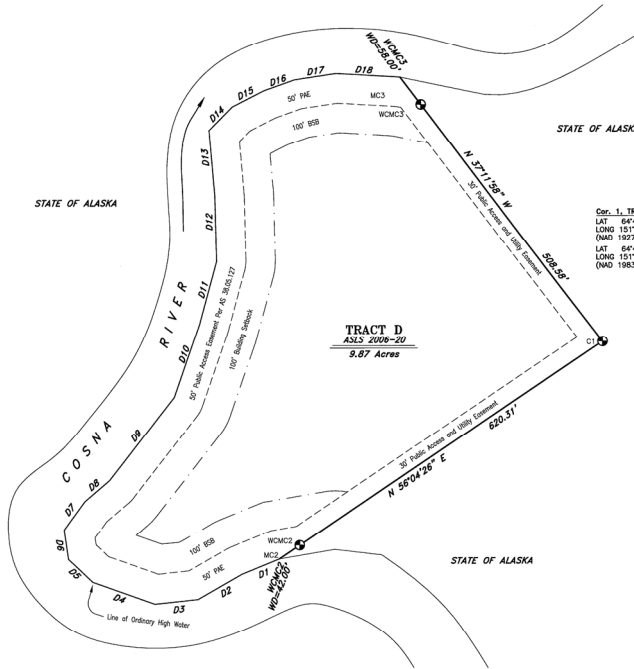 WCMC3
WD=58.00'
D18
D17
D16
D15
D14
50' PAE
MC3
WCMC3
100' BSB
STATE OF ALASKA
D13
N 37°11'58" W
30' Public Access and Utility Easement
508.58'
STATE OF ALASKA
D12
Cor. 1, TR
LAT 64°
LONG 151°
(NAD 1927
LAT 64°
LONG 151°
(NAD 1983
D11
50' Public Access Easement Per AS 38.05.127
100' Building Setback
COSNA RIVER
TRACT D
ASLS 2006-20
9.87 Acres
C1
D10
D9
30' Public Access and Utility Easement
620.31'
N 56°04'26" E
D8
D7
D6
D5
D4
D3
D2
D1
100' BSB
50' PAE
WCMC2
MC2
WCMC2
WD=42.00'
STATE OF ALASKA
Line of Ordinary High Water